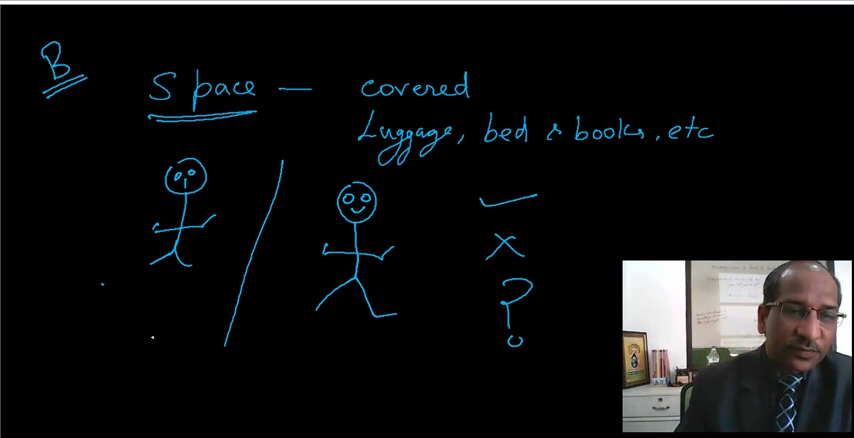 B
Space — covered
Luggage, bed & books, etc
✓
X
?